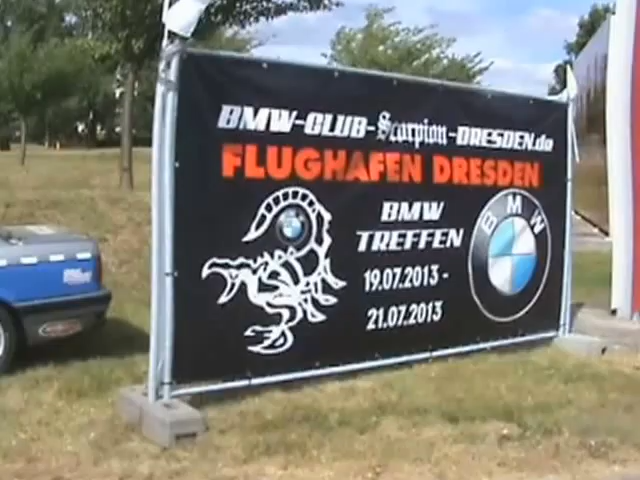 BMW-CLUB-Scorpion-DRESDEN.de
FLUGHAFEN DRESDEN
BMW
TREFFEN
19.07.2013 -
21.07.2013
BMW